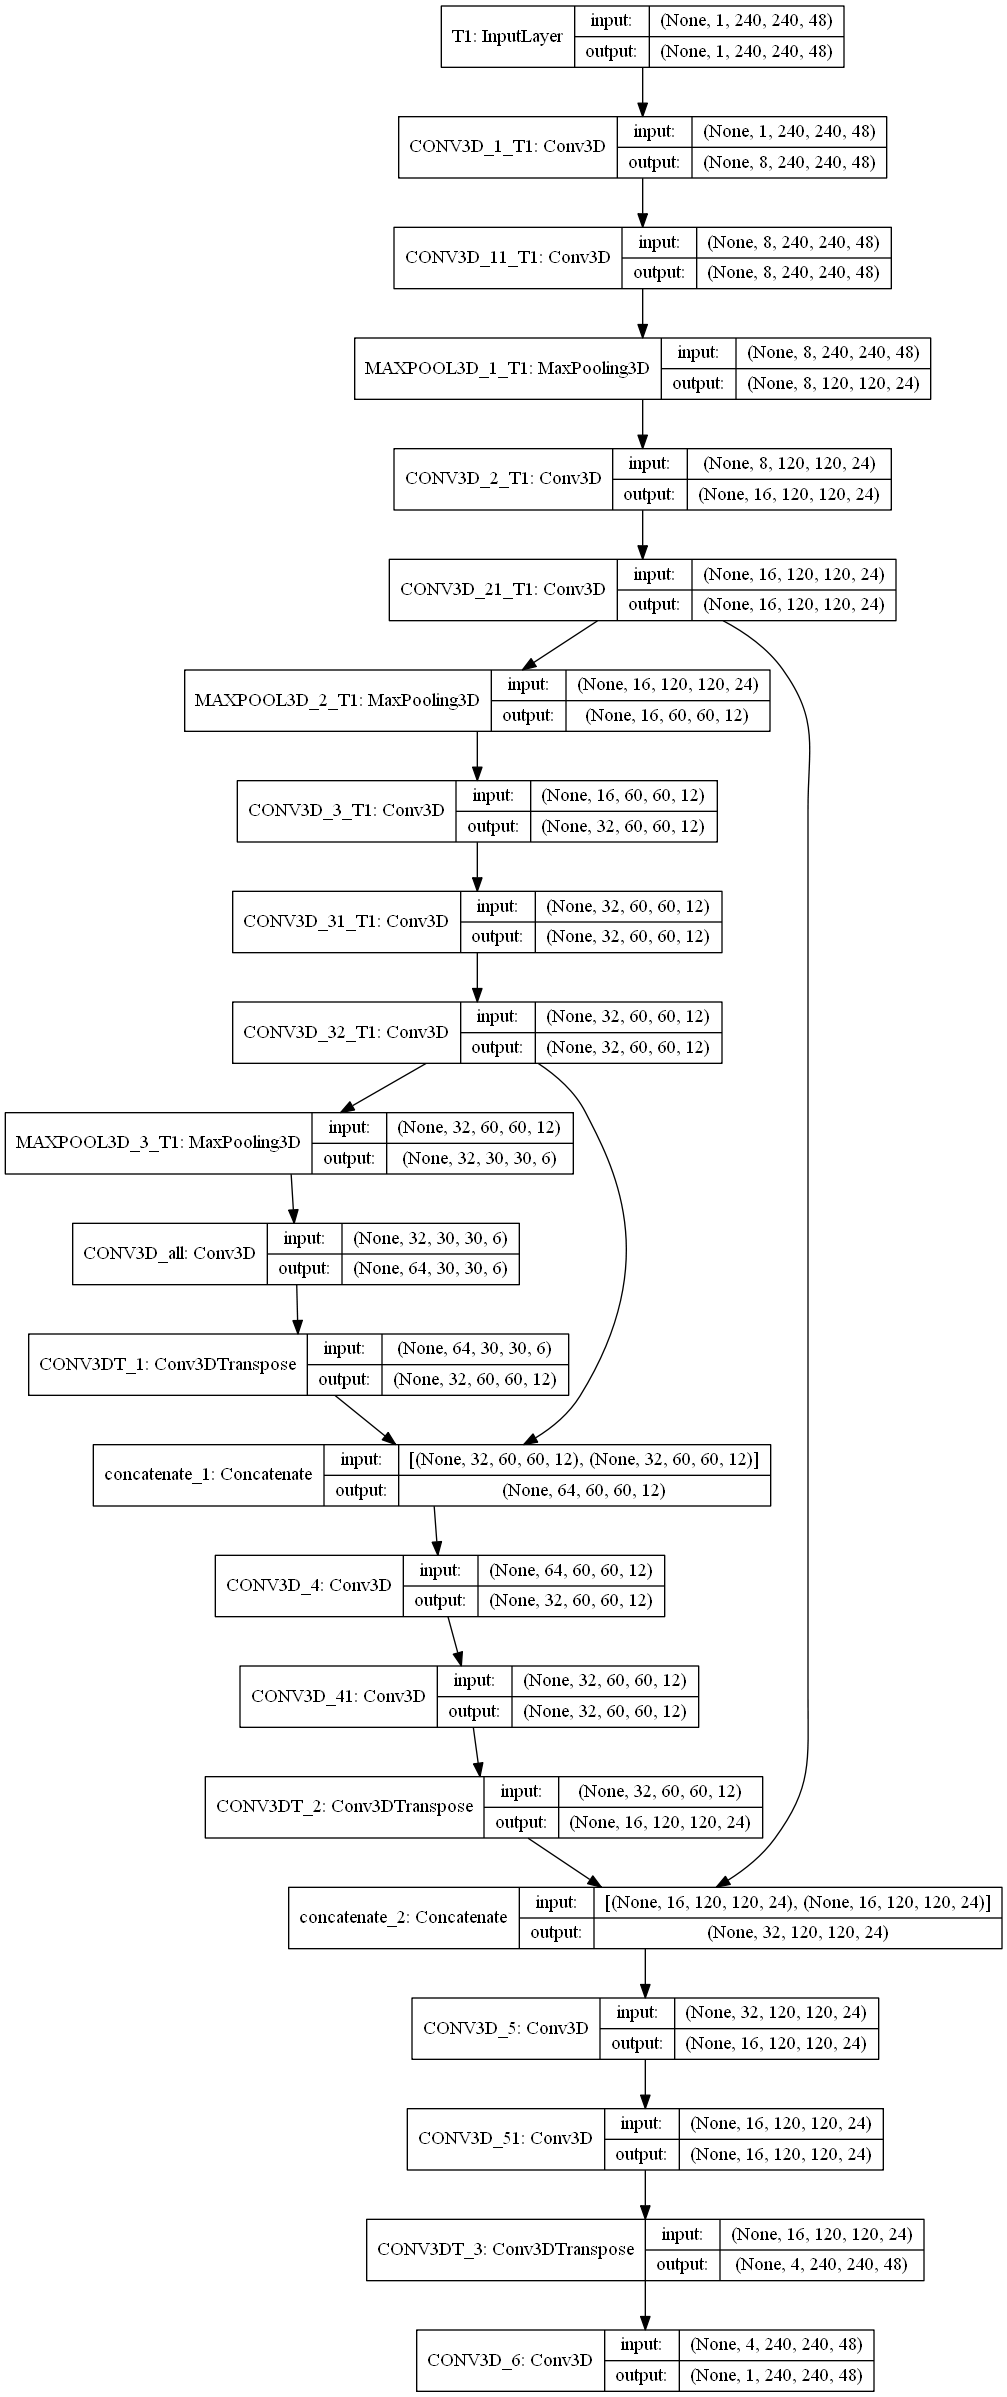 T1: InputLayer
input: (None, 1, 240, 240, 48)
output: (None, 1, 240, 240, 48)
CONV3D_1_T1: Conv3D
input: (None, 1, 240, 240, 48)
output: (None, 8, 240, 240, 48)
CONV3D_11_T1: Conv3D
input: (None, 8, 240, 240, 48)
output: (None, 8, 240, 240, 48)
MAXPOOL3D_1_T1: MaxPooling3D
input: (None, 8, 240, 240, 48)
output: (None, 8, 120, 120, 24)
CONV3D_2_T1: Conv3D
input: (None, 8, 120, 120, 24)
output: (None, 16, 120, 120, 24)
CONV3D_21_T1: Conv3D
input: (None, 16, 120, 120, 24)
output: (None, 16, 120, 120, 24)
MAXPOOL3D_2_T1: MaxPooling3D
input: (None, 16, 120, 120, 24)
output: (None, 16, 60, 60, 12)
CONV3D_3_T1: Conv3D
input: (None, 16, 60, 60, 12)
output: (None, 32, 60, 60, 12)
CONV3D_31_T1: Conv3D
input: (None, 32, 60, 60, 12)
output: (None, 32, 60, 60, 12)
CONV3D_32_T1: Conv3D
input: (None, 32, 60, 60, 12)
output: (None, 32, 60, 60, 12)
MAXPOOL3D_3_T1: MaxPooling3D
input: (None, 32, 60, 60, 12)
output: (None, 32, 30, 30, 6)
CONV3D_all: Conv3D
input: (None, 32, 30, 30, 6)
output: (None, 64, 30, 30, 6)
CONV3DT_1: Conv3DTranspose
input: (None, 64, 30, 30, 6)
output: (None, 32, 60, 60, 12)
concatenate_1: Concatenate
input: [(None, 32, 60, 60, 12), (None, 32, 60, 60, 12)]
output: (None, 64, 60, 60, 12)
CONV3D_4: Conv3D
input: (None, 64, 60, 60, 12)
output: (None, 32, 60, 60, 12)
CONV3D_41: Conv3D
input: (None, 32, 60, 60, 12)
output: (None, 32, 60, 60, 12)
CONV3DT_2: Conv3DTranspose
input: (None, 32, 60, 60, 12)
output: (None, 16, 120, 120, 24)
concatenate_2: Concatenate
input: [(None, 16, 120, 120, 24), (None, 16, 120, 120, 24)]
output: (None, 32, 120, 120, 24)
CONV3D_5: Conv3D
input: (None, 32, 120, 120, 24)
output: (None, 16, 120, 120, 24)
CONV3D_51: Conv3D
input: (None, 16, 120, 120, 24)
output: (None, 16, 120, 120, 24)
CONV3DT_3: Conv3DTranspose
input: (None, 16, 120, 120, 24)
output: (None, 4, 240, 240, 48)
CONV3D_6: Conv3D
input: (None, 4, 240, 240, 48)
output: (None, 1, 240, 240, 48)